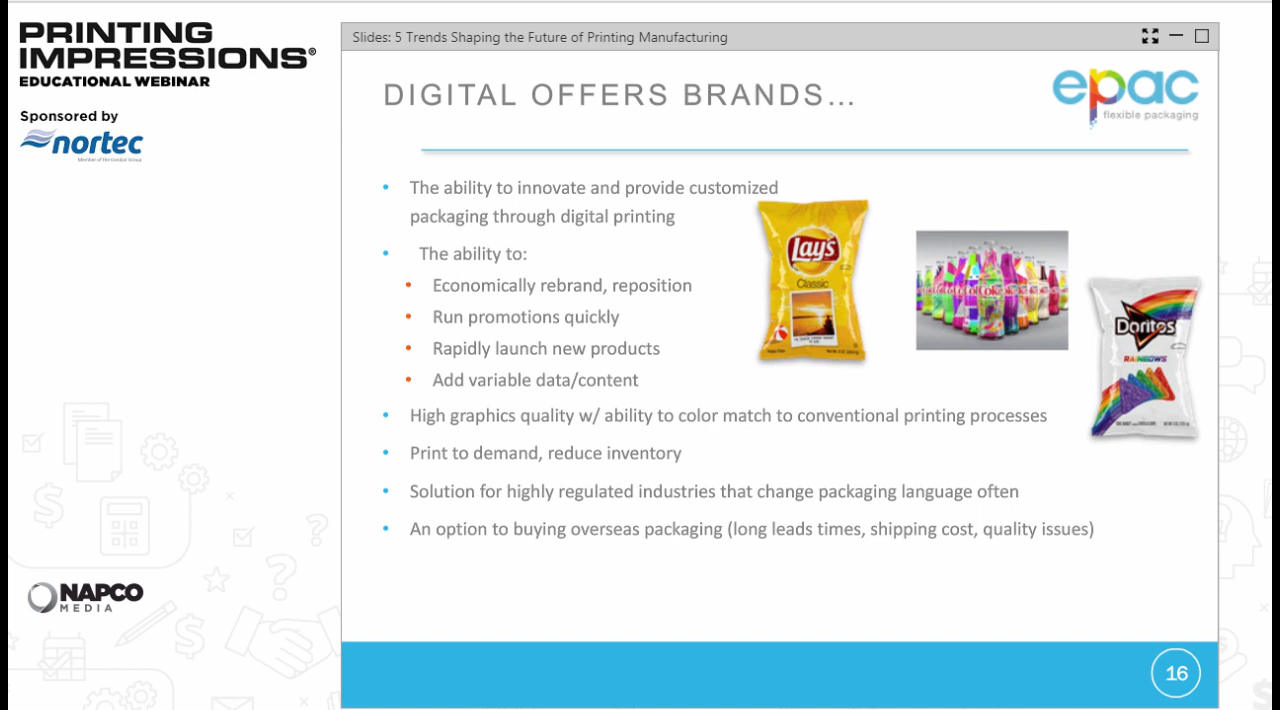 PRINTING
IMPRESSIONS®
EDUCATIONAL WEBINAR
Sponsored by
nortec
Slides: 5 Trends Shaping the Future of Printing Manufacturing
DIGITAL OFFERS BRANDS...
epac
flexible packaging
• The ability to innovate and provide customized
packaging through digital printing
• The ability to:
• Economically rebrand, reposition
• Run promotions quickly
• Rapidly launch new products
• Add variable data/content
• High graphics quality w/ ability to color match to conventional printing processes
• Print to demand, reduce inventory
• Solution for highly regulated industries that change packaging language often
• An option to buying overseas packaging (long leads times, shipping cost, quality issues)
Lay's
Classic
Doritos
RAINBOWS
NAPCO
MEDIA
16